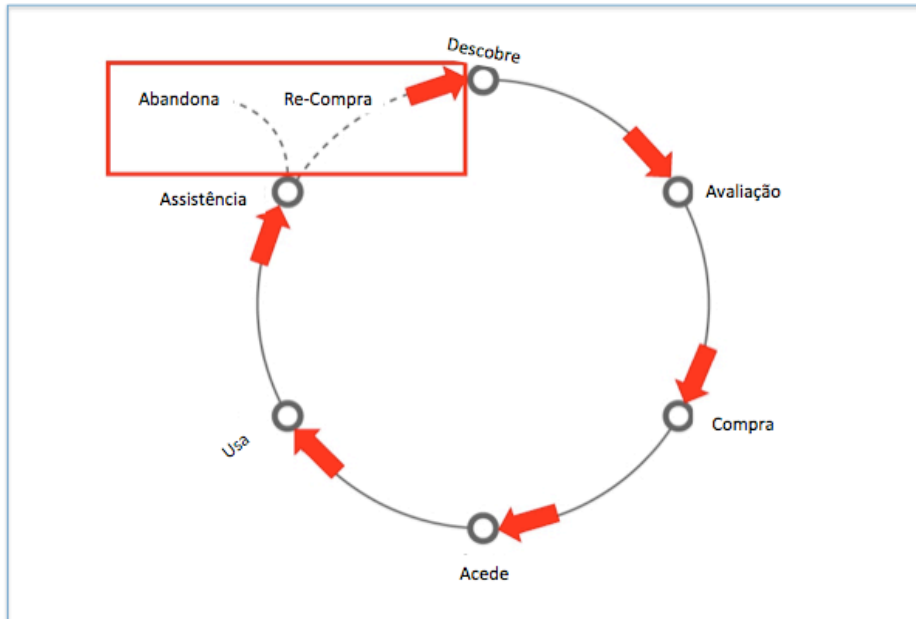 Descobre
Abandona
Re-Compra
Assistência
Avaliação
Usa
Compra
Acede